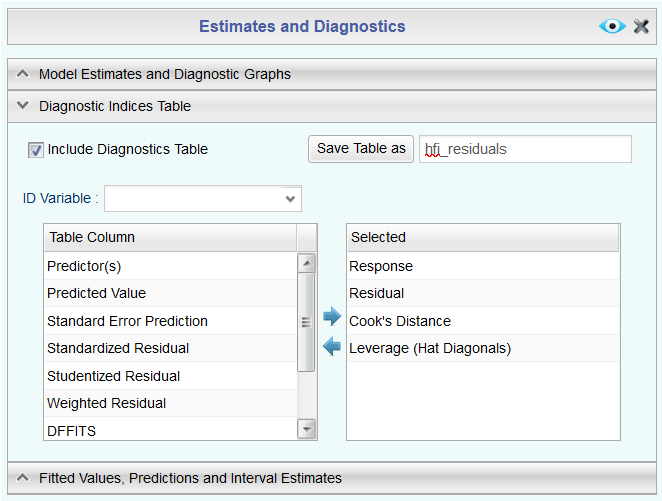 Estimates and Diagnostics
Model Estimates and Diagnostic Graphs
Diagnostic Indices Table
Include Diagnostics Table
Save Table as
hfi_residuals
ID Variable :
Table Column
Predictor(s)
Predicted Value
Standard Error Prediction
Standardized Residual
Studentized Residual
Weighted Residual
DFFITS
Selected
Response
Residual
Cook's Distance
Leverage (Hat Diagonals)
Fitted Values, Predictions and Interval Estimates